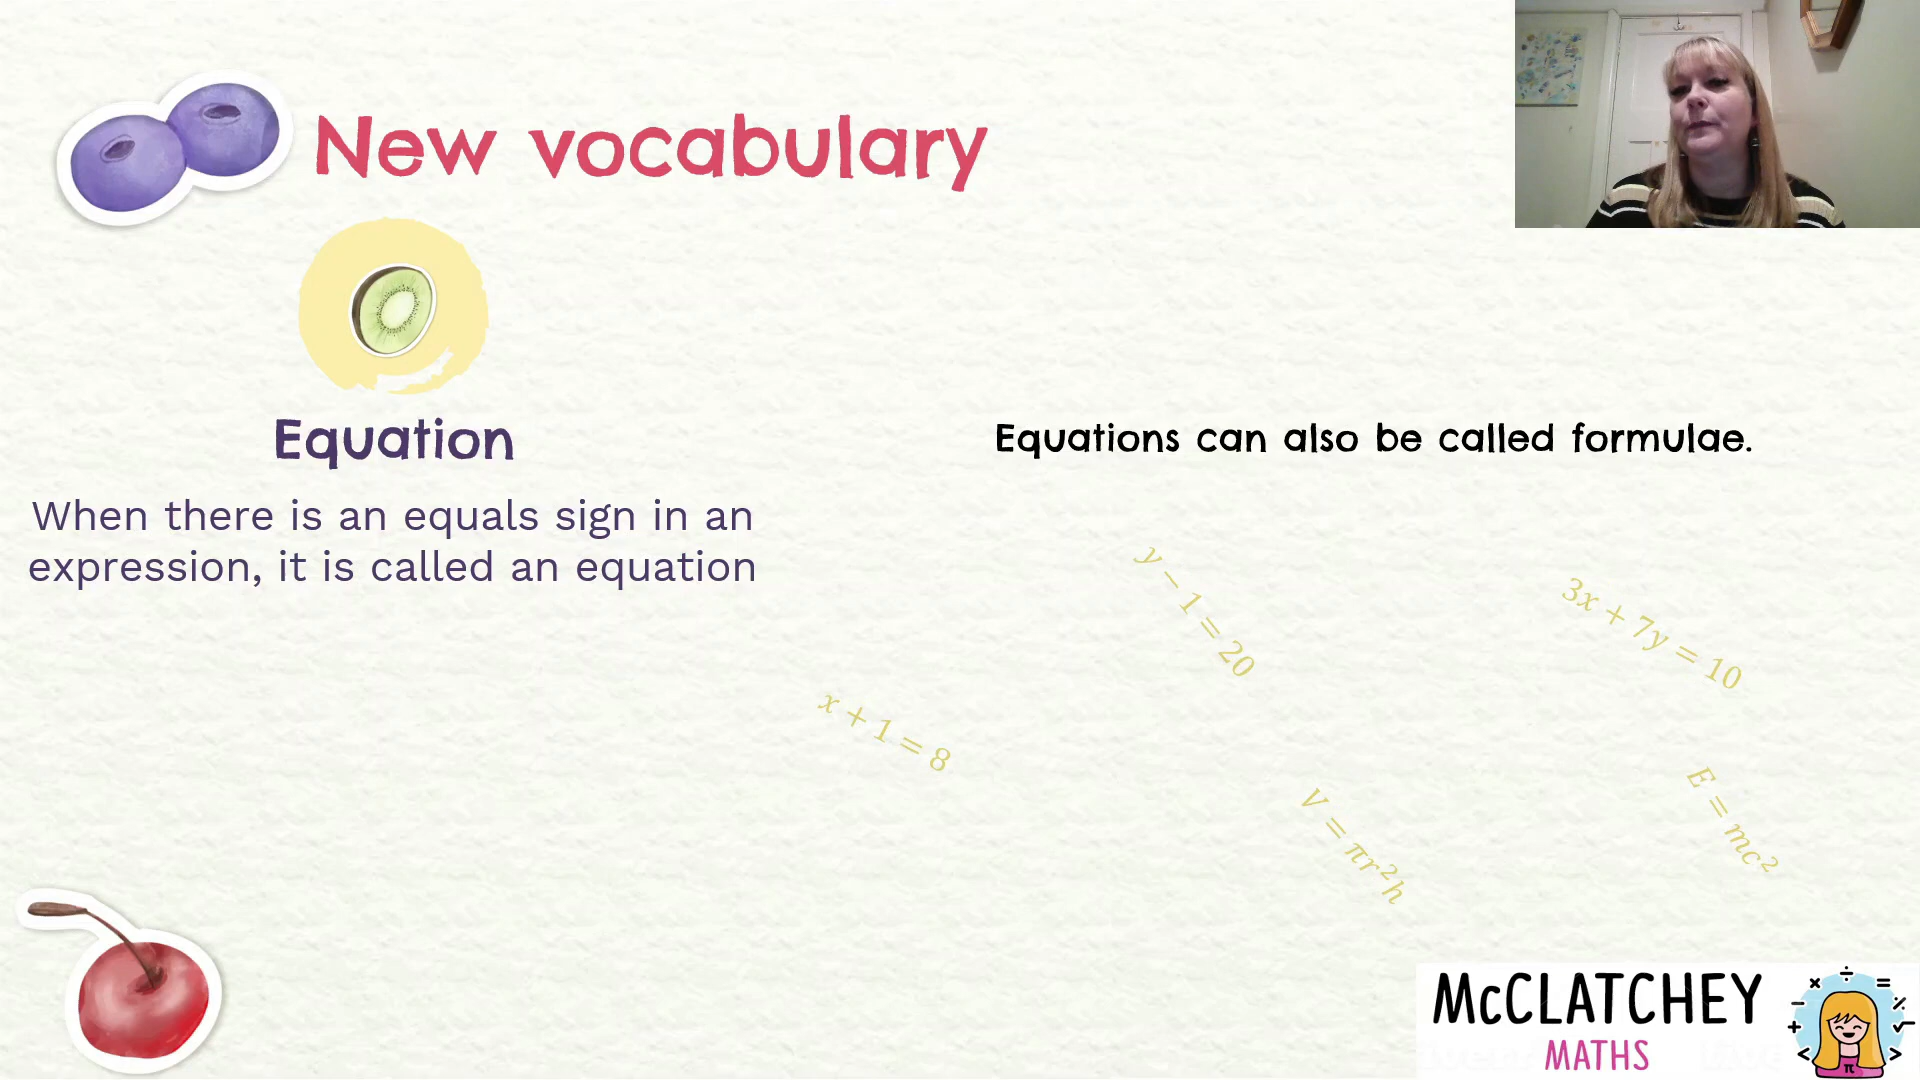 New vocabulary
Equation
When there is an equals sign in an
expression, it is called an equation
Equations can also be called formulae.
y − 1 = 20
3x + 7y = 10
x + 1 = 8
V = πr²h
E = mc²
McCLATCHEY
MATHS